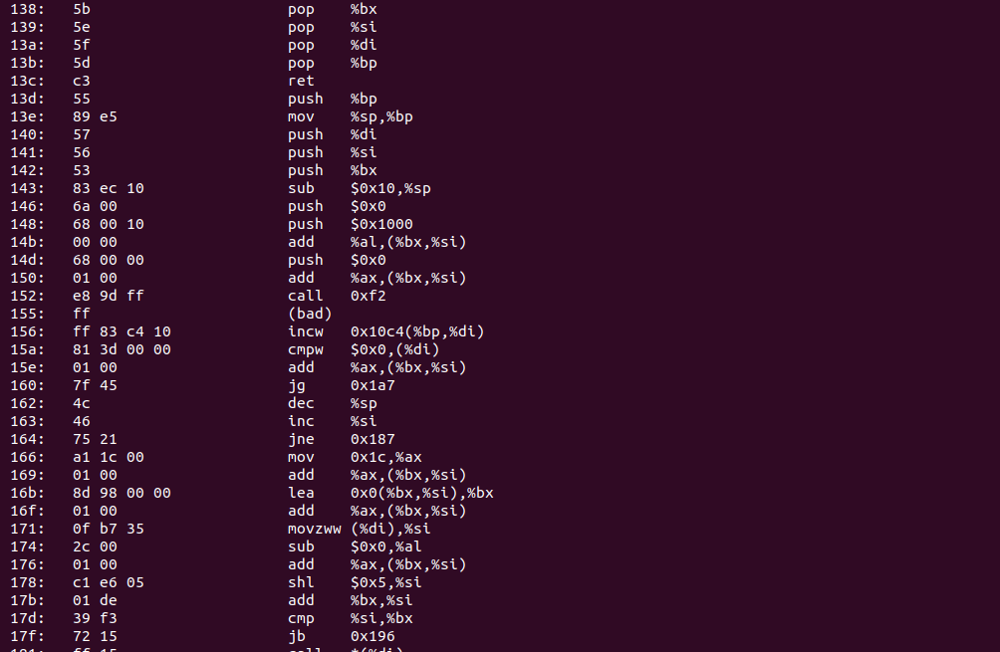 138: 5b pop %bx
139: 5e pop %si
13a: 5f pop %di
13b: 5d pop %bp
13c: c3 ret
13d: 55 push %bp
13e: 89 e5 mov %sp,%bp
140: 57 push %di
141: 56 push %si
142: 53 push %bx
143: 83 ec 10 sub $0x10,%sp
146: 6a 00 push $0x0
148: 68 00 10 push $0x1000
14b: 00 00 add %al,(%bx,%si)
14d: 68 00 00 push $0x0
150: 01 00 add %ax,(%bx,%si)
152: e8 9d ff call 0xf2
155: ff (bad)
156: ff 83 c4 10 incw 0x10c4(%bp,%di)
15a: 81 3d 00 00 cmpw $0x0,(%di)
15e: 01 00 add %ax,(%bx,%si)
160: 7f 45 jg 0x1a7
162: 4c dec %sp
163: 46 inc %si
164: 75 21 jne 0x187
166: a1 1c 00 mov 0x1c,%ax
169: 01 00 add %ax,(%bx,%si)
16b: 8d 98 00 00 lea 0x0(%bx,%si),%bx
16f: 01 00 add %ax,(%bx,%si)
171: 0f b7 35 movzww (%di),%si
174: 2c 00 sub $0x0,%al
176: 01 00 add %ax,(%bx,%si)
178: c1 e6 05 shl $0x5,%si
17b: 01 de add %bx,%si
17d: 39 f3 cmp %si,%bx
17f: 72 15 jb 0x196
181: ff 15 call *(%di)